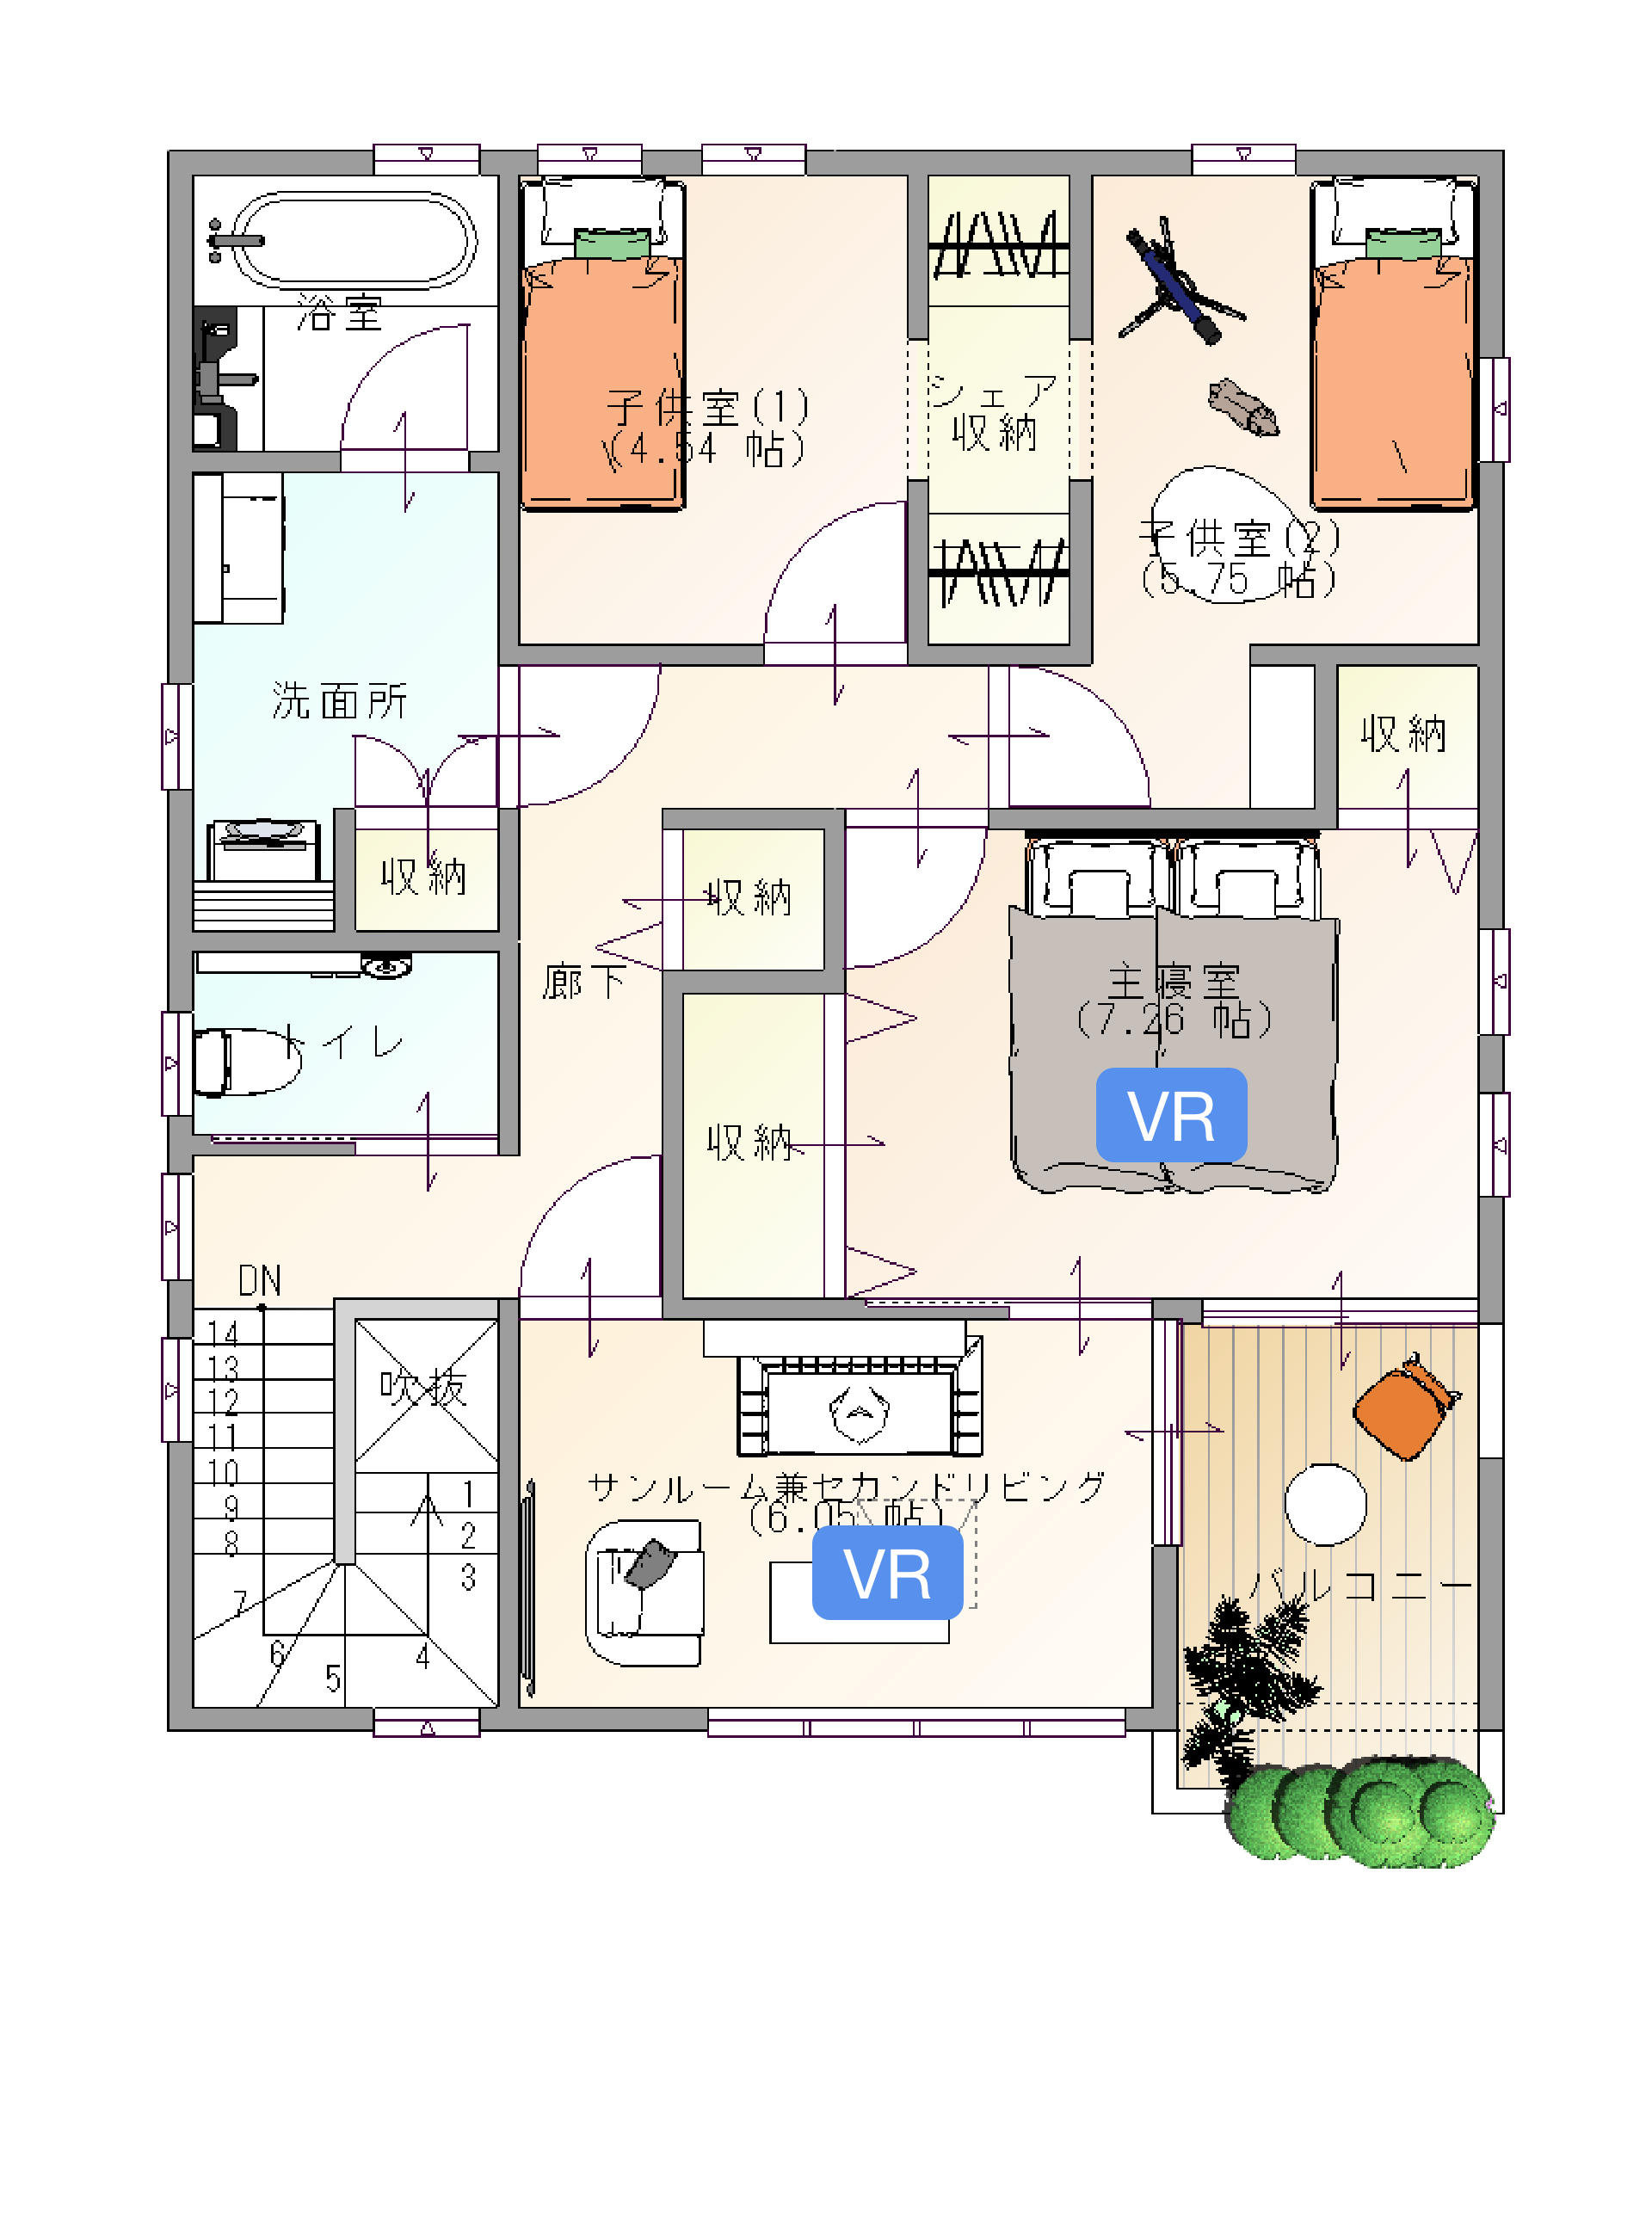 浴室
子供室(1)
(4.54 帖)
シェア
収納
子供室(2)
(5.75 帖)
洗面所
収納
収納
収納
廊下
主寝室
(7.26 帖)
トイレ
VR
収納
DN
14
13
12
11
10
9
8
7
6
5
4
3
2
1
吹抜
サンルーム兼セカンドリビング
(6.05 帖)
VR
バルコニー